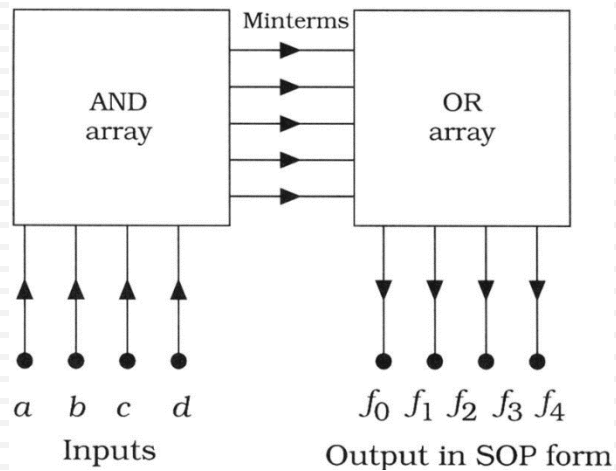 Minterms
AND
array
OR
array
a b c d
f0 f1 f2 f3 f4
Inputs
Output in SOP form